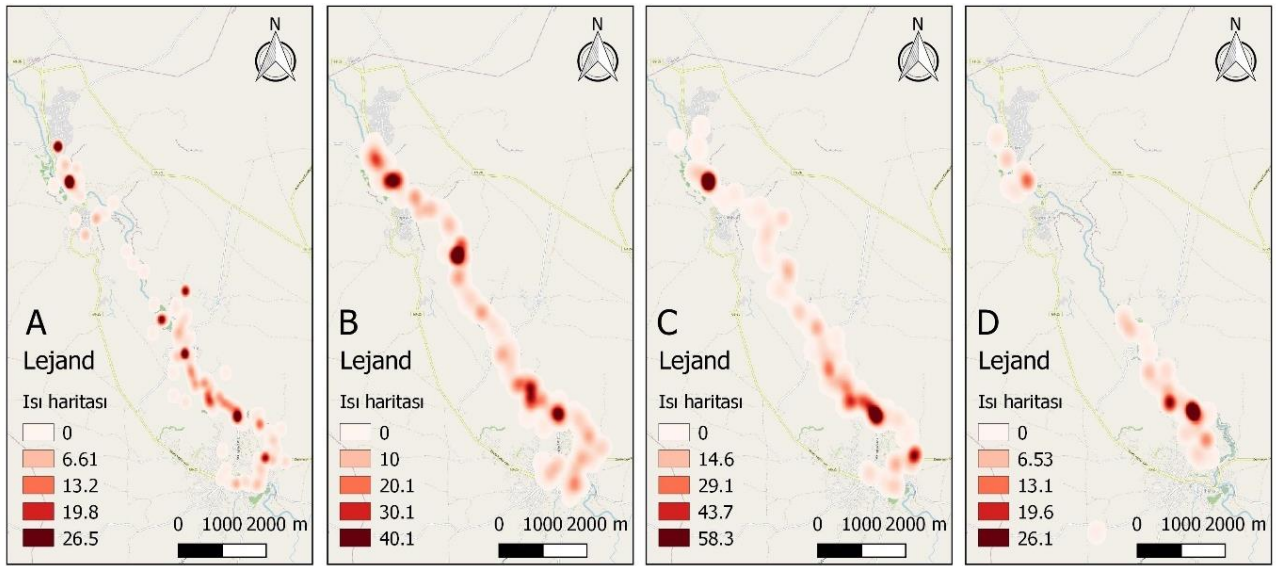 N
A
Lejand
Isı haritası
0
6.61
13.2
19.8
26.5
0 1000 2000 m
N
B
Lejand
Isı haritası
0
10
20.1
30.1
40.1
0 1000 2000 m
N
C
Lejand
Isı haritası
0
14.6
29.1
43.7
58.3
0 1000 2000 m
N
D
Lejand
Isı haritası
0
6.53
13.1
19.6
26.1
0 1000 2000 m